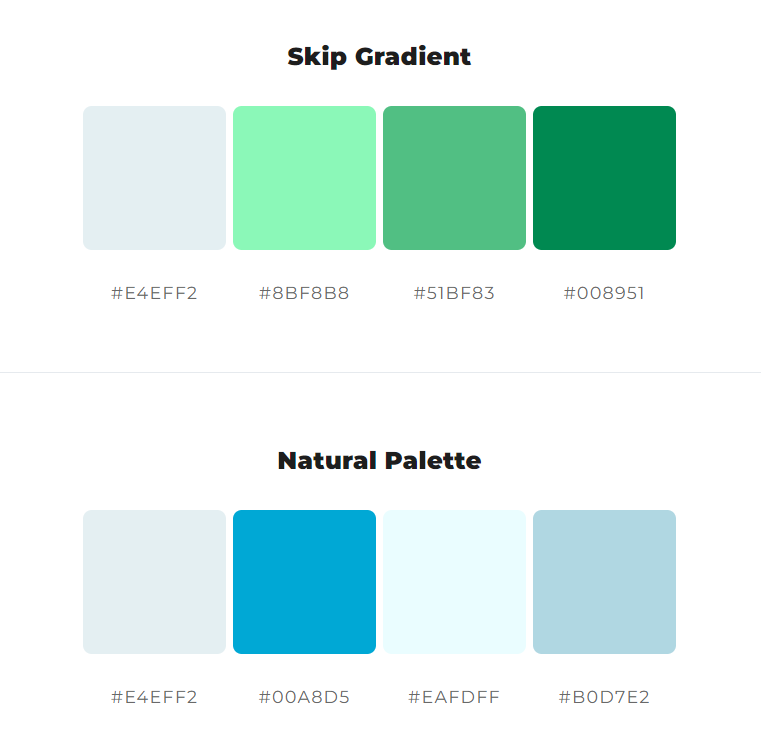 Skip Gradient
#E4EFF2 #8BF8B8 #51BF83 #008951
Natural Palette
#E4EFF2 #00A8D5 #EAFDFF #B0D7E2